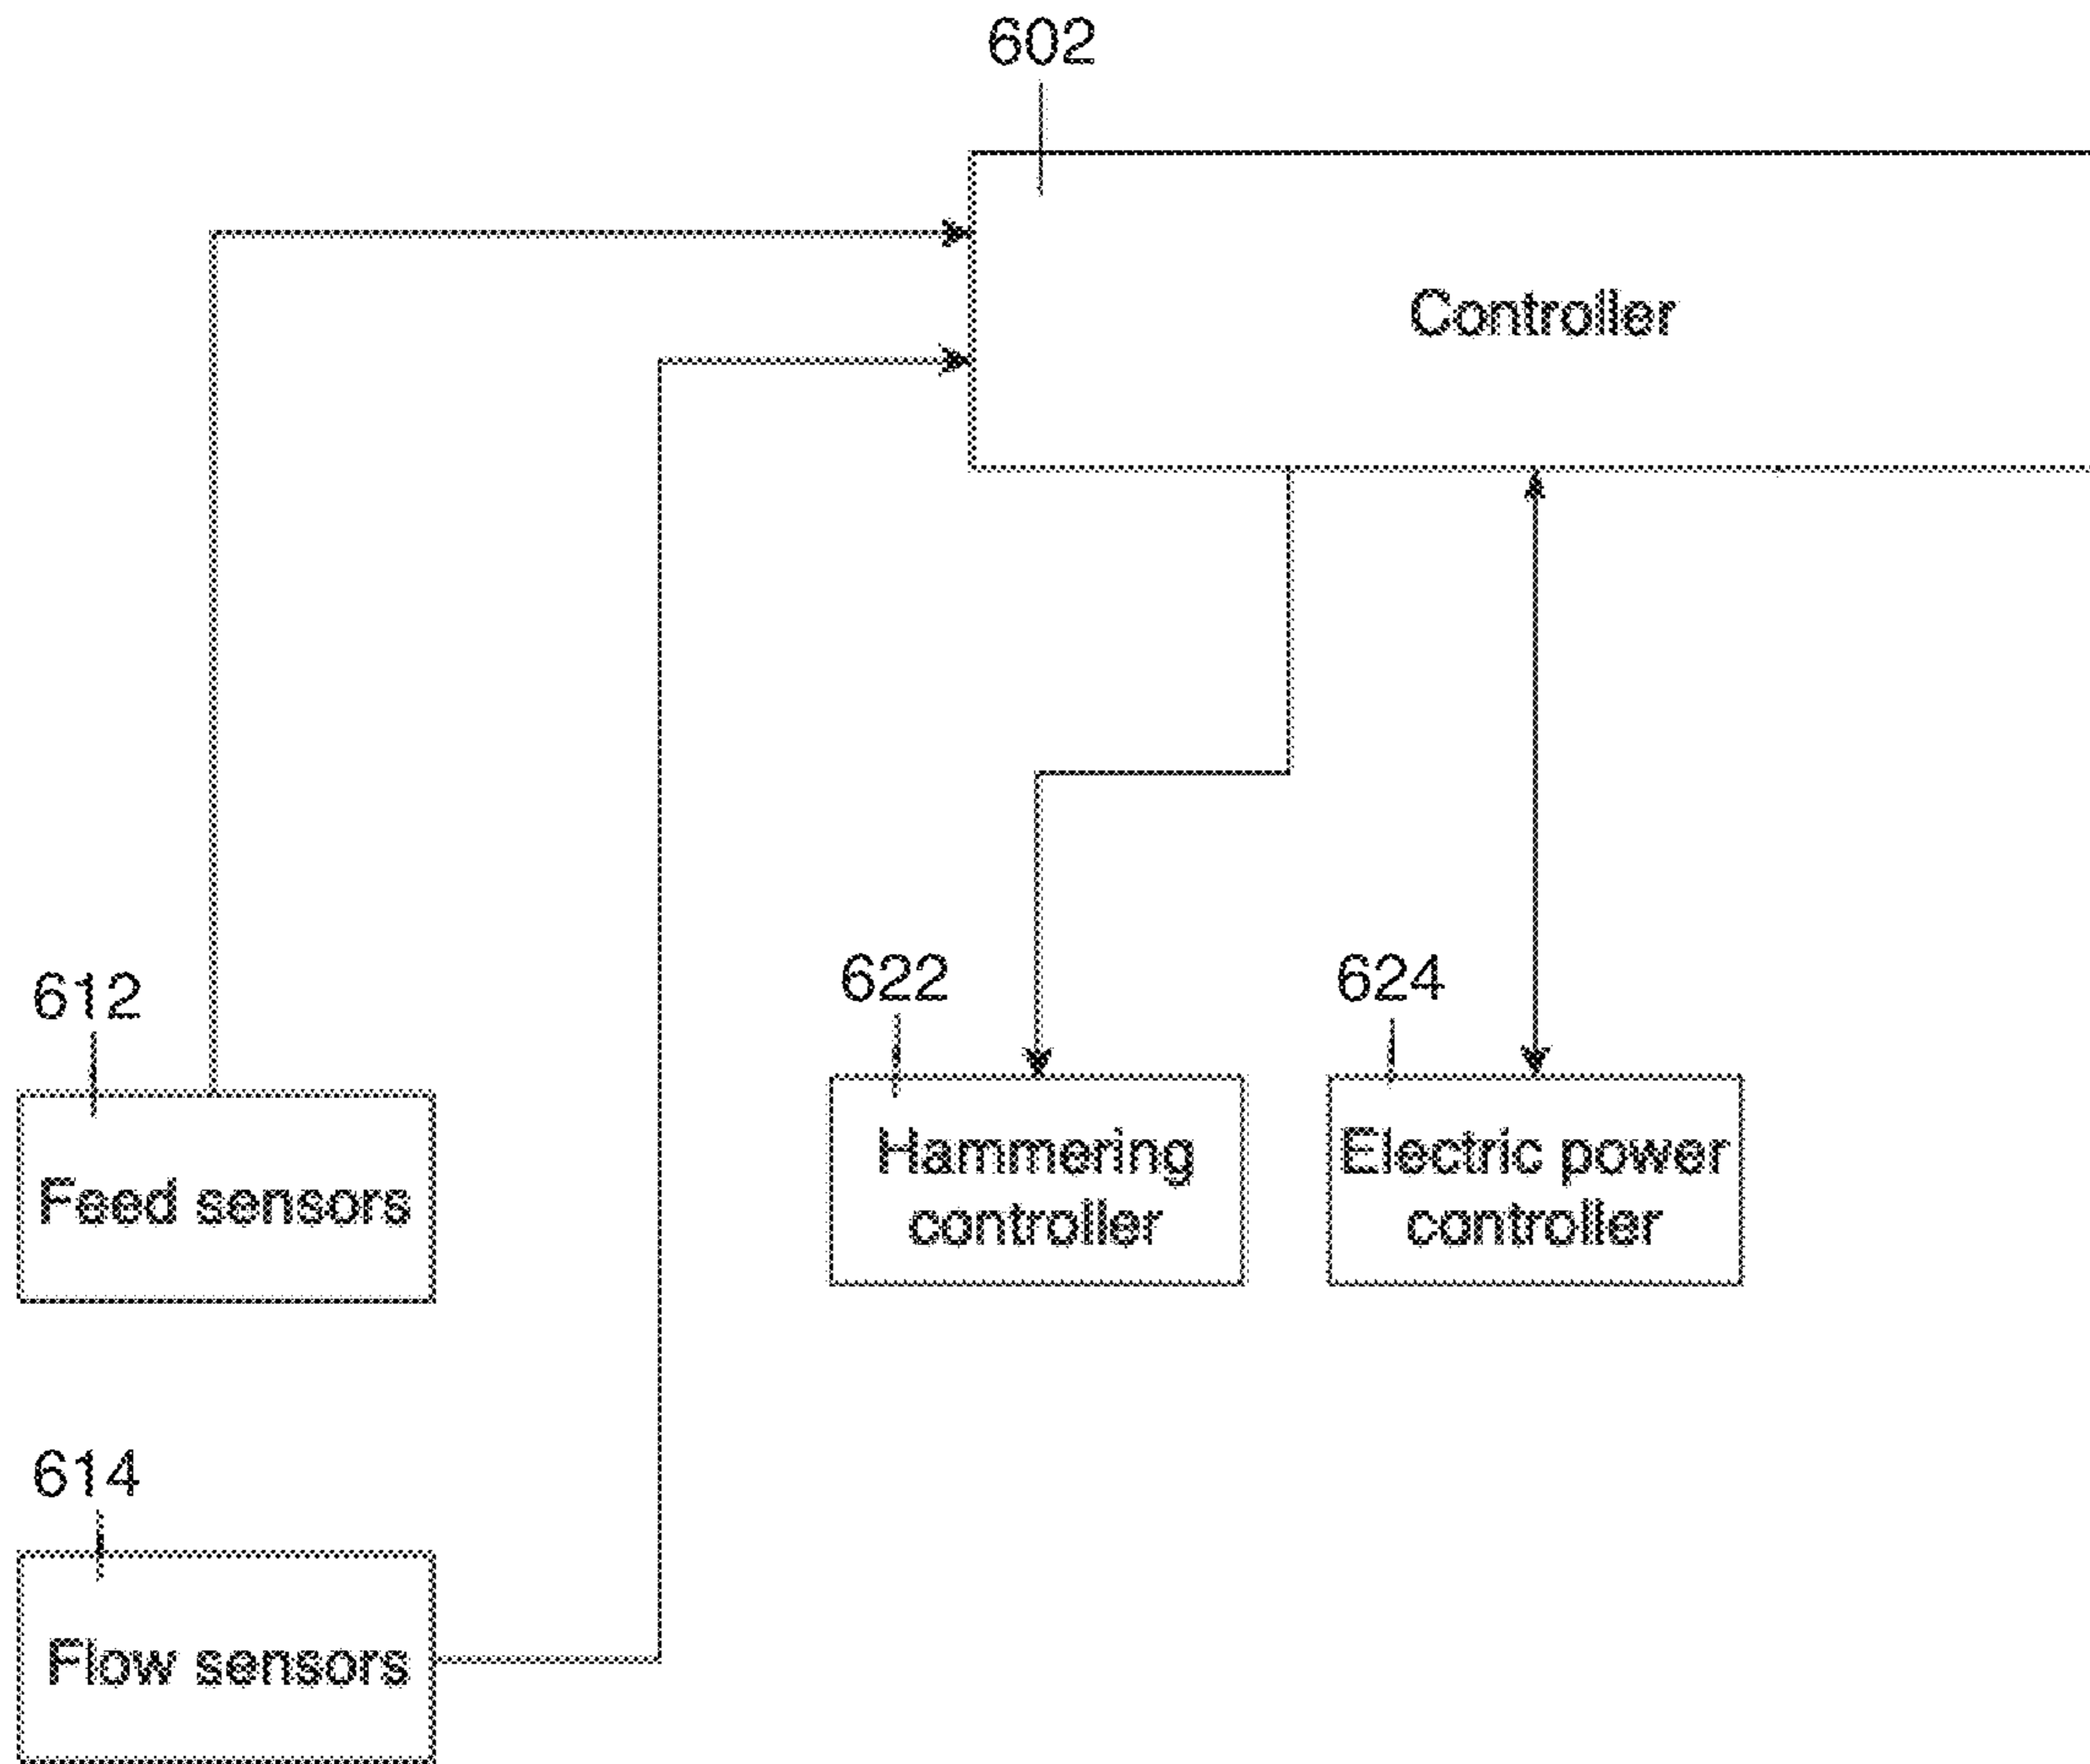 602
Controller
612
622
624
Feed sensors
Hammering
controller
Electric power
controller
614
Flow sensors